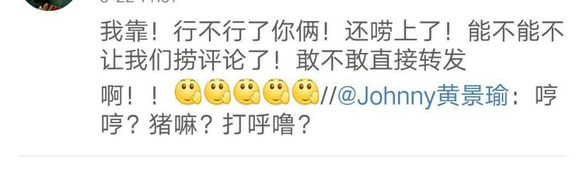 我靠！行不行了你俩！还唠上了！能不能不
让我们捞评论了！敢不敢直接转发
啊！！//@Johnny黄景瑜：哼
哼？猪嘛？打呼噜？